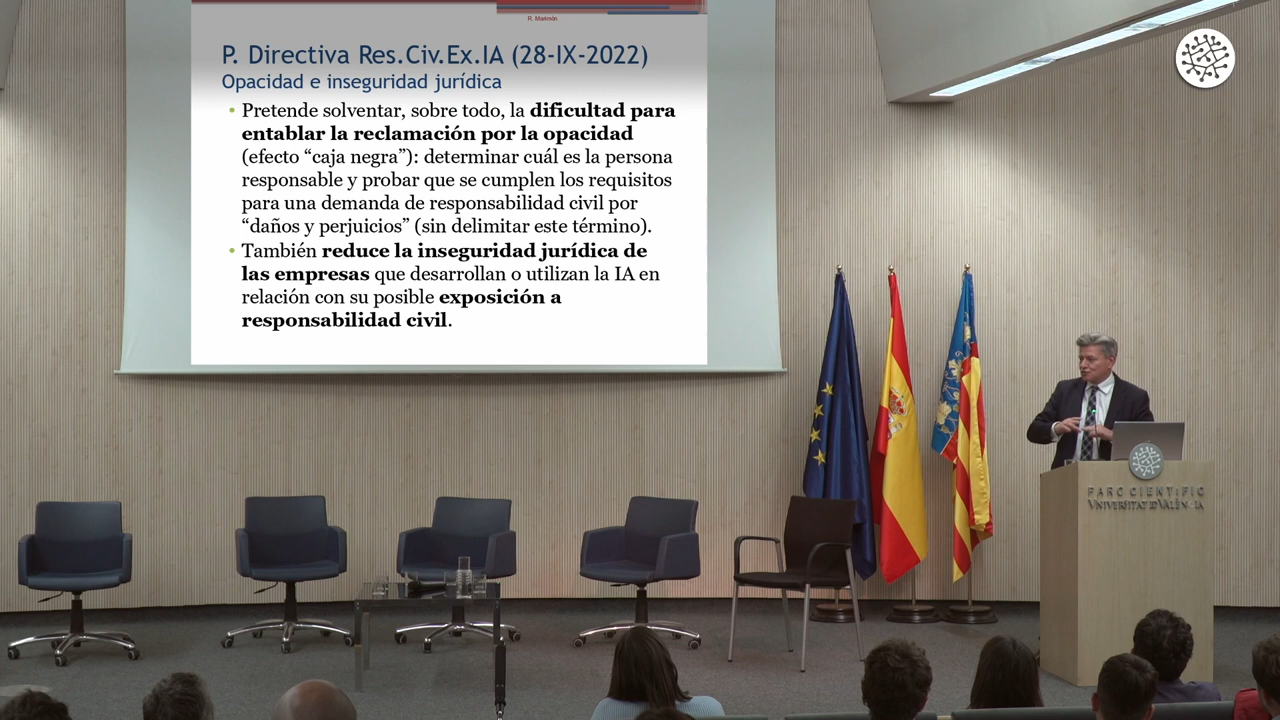 R. Marimón
P. Directiva Res.Civ.Ex.IA (28-IX-2022)
Opacidad e inseguridad jurídica
• Pretende solventar, sobre todo, la dificultad para
entablar la reclamación por la opacidad
(efecto “caja negra”): determinar cuál es la persona
responsable y probar que se cumplen los requisitos
para una demanda de responsabilidad civil por
“daños y perjuicios” (sin delimitar este término).
• También reduce la inseguridad jurídica de
las empresas que desarrollan o utilizan la IA en
relación con su posible exposición a
responsabilidad civil.
PARC CIENTÍFIC
UNIVERSITAT DE VALÈNCIA